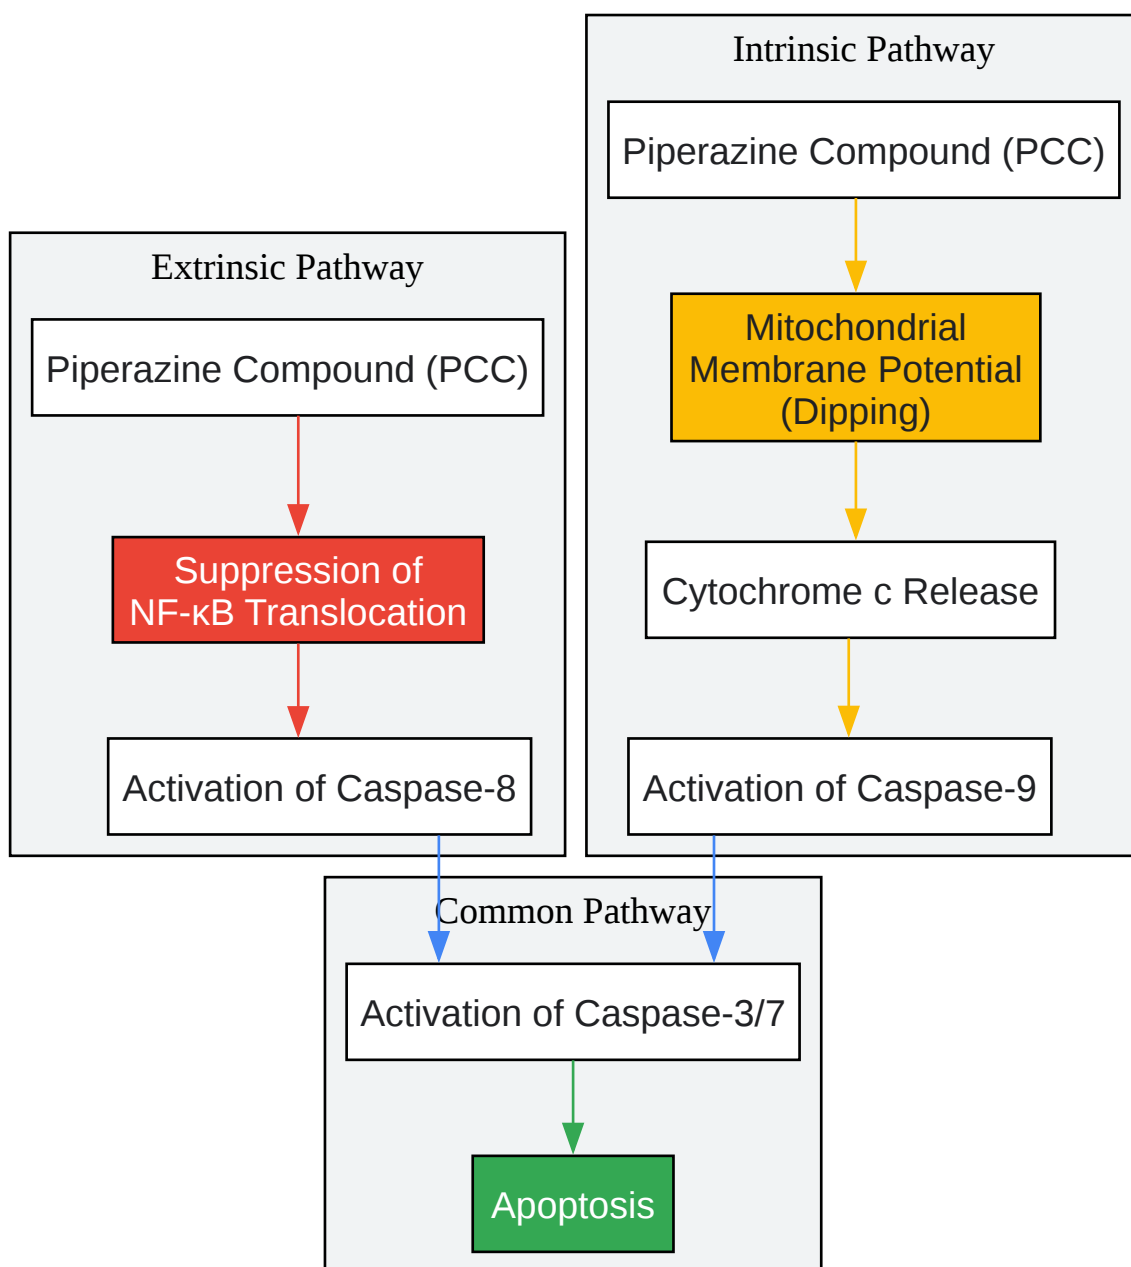 Intrinsic Pathway
Piperazine Compound (PCC)
Mitochondrial
Membrane Potential
(Dipping)
Cytochrome c Release
Activation of Caspase-9
Extrinsic Pathway
Piperazine Compound (PCC)
Suppression of
NF-κB Translocation
Activation of Caspase-8
Common Pathway
Activation of Caspase-3/7
Apoptosis